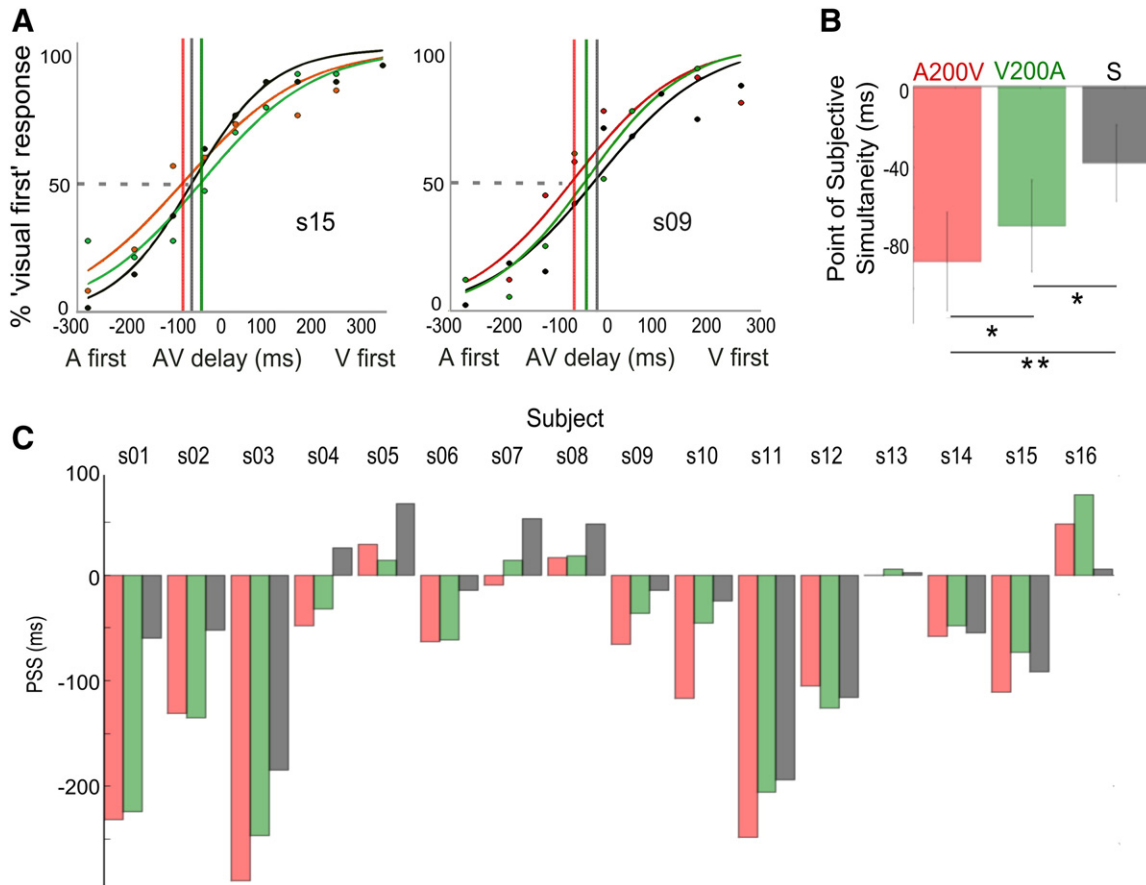 A
% 'visual first' response
100
50
0
s15
-300 -200 -100 0 100 200 300
A first AV delay (ms) V first
100
50
0
s09
-300 -200 -100 0 100 200 300
A first AV delay (ms) V first
B
A200V V200A S
Point of Subjective
Simultaneity (ms)
0
-40
-80
*
*
**
C
Subject
s01 s02 s03 s04 s05 s06 s07 s08 s09 s10 s11 s12 s13 s14 s15 s16
PSS (ms)
100
0
-100
-200